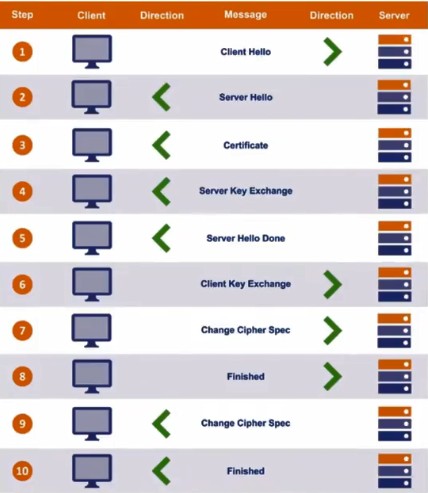 Step Client Direction Message Direction Server
1 Client Hello
2 Server Hello
3 Certificate
4 Server Key Exchange
5 Server Hello Done
6 Client Key Exchange
7 Change Cipher Spec
8 Finished
9 Change Cipher Spec
10 Finished